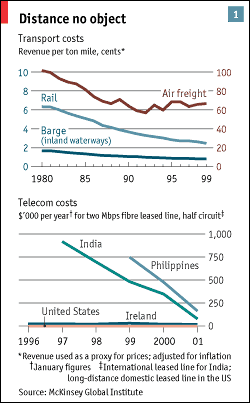 Distance no object
1
Transport costs
Revenue per ton mile, cents*
10 100
8 80
6 60
4 40
2 20
0 0
Rail
Air freight
Barge
(inland waterways)
1980 85 90 95 99
Telecom costs
$'000 per year† for two Mbps fibre leased line, half circuit‡
1,000
750
500
250
0
India
Philippines
United States
Ireland
1996 97 98 99 2000 01
*Revenue used as a proxy for prices; adjusted for inflation
†January figures ‡International leased line for India;
long-distance domestic leased line in the US
Source: McKinsey Global Institute